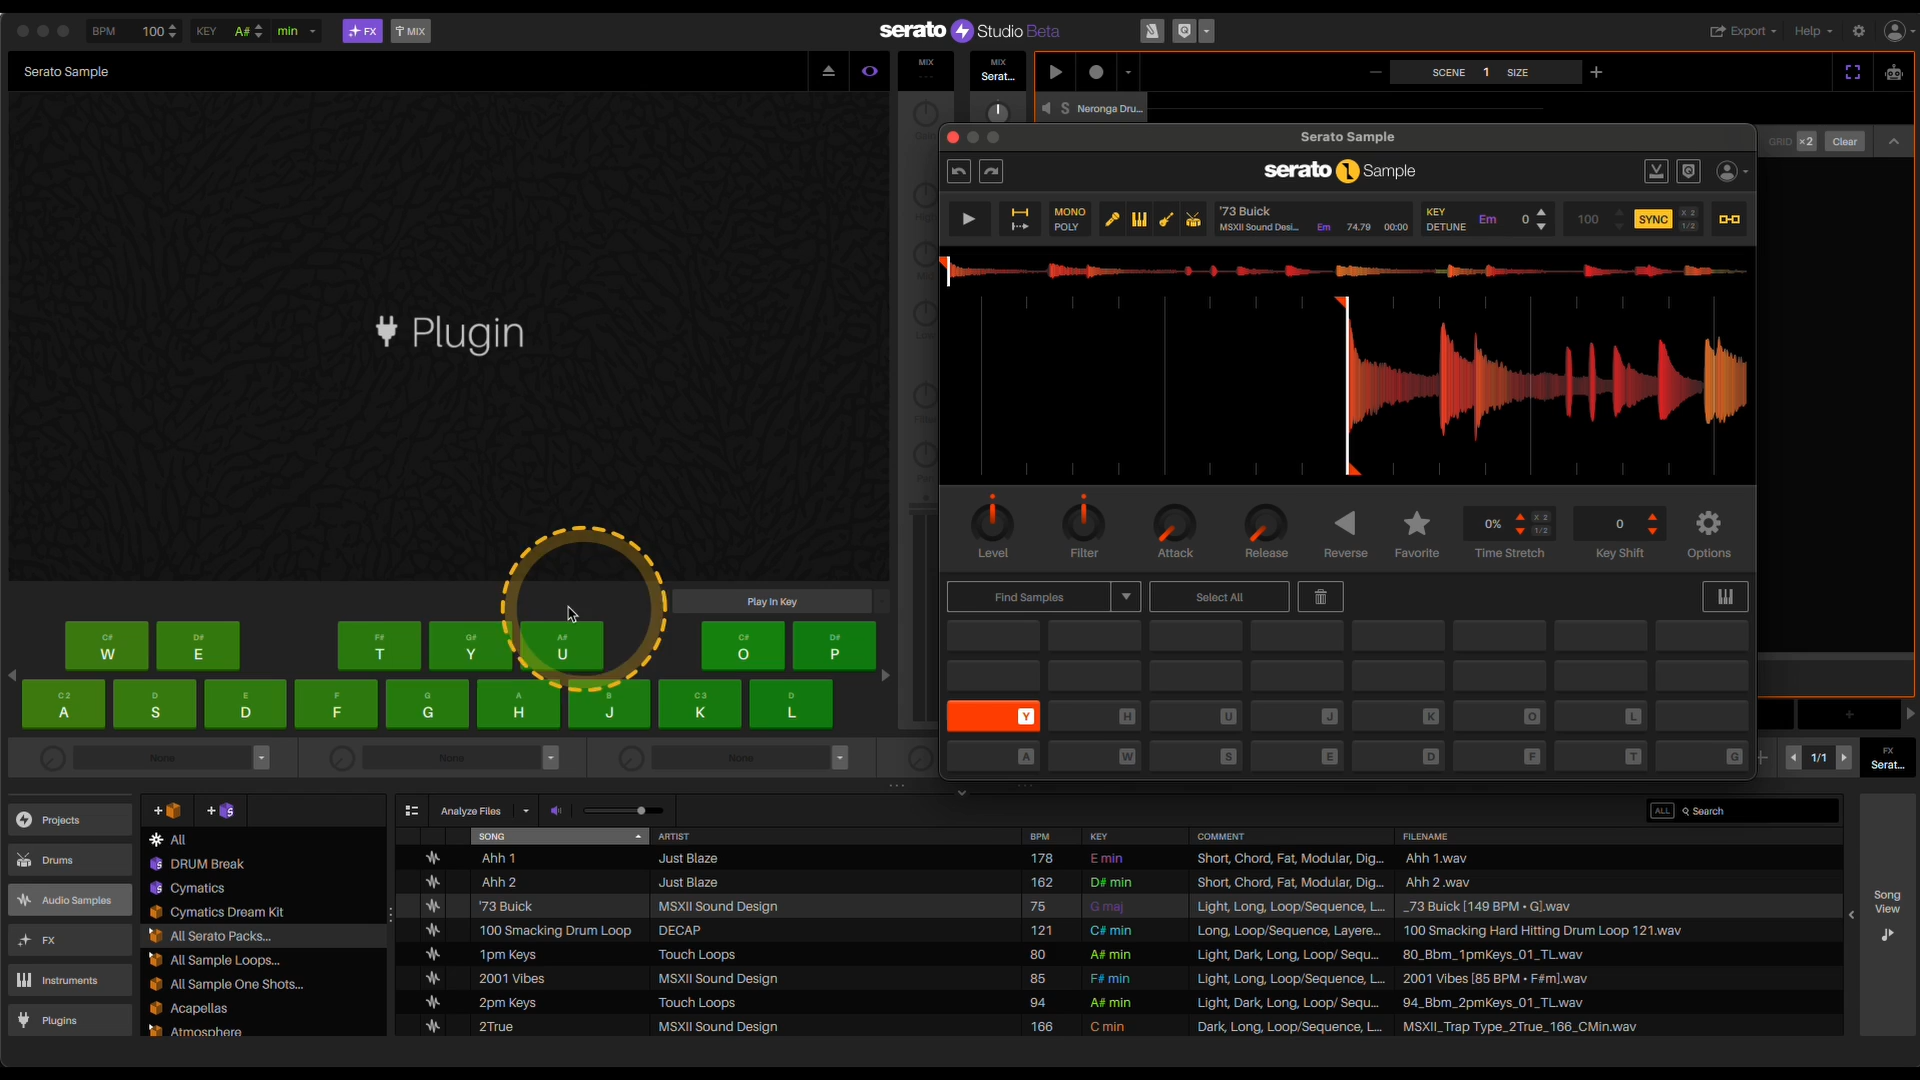 BPM 100 KEY A# min FX MIX
serato Studio Beta
Export Help
Serato Sample
MIX
MIX
Serat...
SCENE 1 SIZE
S Neronga Dru...
GRID x2 Clear
Serato Sample
serato Sample
MONO
POLY
'73 Buick
MSXII Sound Desi... Em 74.79 00:00
KEY
DETUNE
Em 0
100 SYNC
X 2
1/2
Plugin
Level
Filter
Attack
Release
Reverse
Favorite
0% X 2
1/2
Time Stretch
0
Key Shift
Options
Find Samples
Select All
Play In Key
C# W
D# E
F# T
G# Y
A# U
C# O
D# P
C2 A
D S
E D
F F
G G
A H
B J
C3 K
D L
Y H U J K O L
A W S E D F T G
None
None
None
1/1
FX
Serat...
Projects
Drums
Audio Samples
FX
Instruments
Plugins
All
DRUM Break
Cymatics
Cymatics Dream Kit
All Serato Packs...
All Sample Loops...
All Sample One Shots...
Acapellas
Atmosphere
Analyze Files
ALL Search
SONG ARTIST BPM KEY COMMENT FILENAME
Ahh 1 Just Blaze 178 E min Short, Chord, Fat, Modular, Dig... Ahh 1.wav
Ahh 2 Just Blaze 162 D# min Short, Chord, Fat, Modular, Dig... Ahh 2 .wav
'73 Buick MSXII Sound Design 75 G maj Light, Long, Loop/Sequence, L... _73 Buick [149 BPM • G].wav
100 Smacking Drum Loop DECAP 121 C# min Long, Loop/Sequence, Layere... 100 Smacking Hard Hitting Drum Loop 121.wav
1pm Keys Touch Loops 80 A# min Light, Dark, Long, Loop/ Sequ... 80_Bbm_1pmKeys_01_TL.wav
2001 Vibes MSXII Sound Design 85 F# min Light, Long, Loop/Sequence, L... 2001 Vibes [85 BPM • F#m].wav
2pm Keys Touch Loops 94 A# min Light, Dark, Long, Loop/ Sequ... 94_Bbm_2pmKeys_01_TL.wav
2True MSXII Sound Design 166 C min Dark, Long, Loop/Sequence, L... MSXII_Trap Type_2True_166_CMin.wav
Song
View